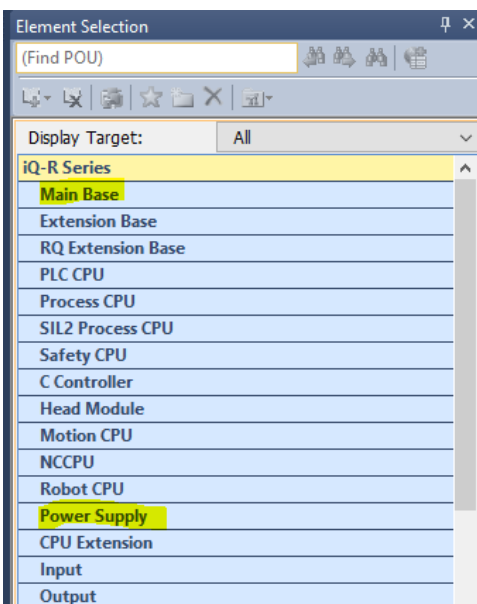 Element Selection
(Find POU)
Display Target: All
iQ-R Series
Main Base
Extension Base
RQ Extension Base
PLC CPU
Process CPU
SIL2 Process CPU
Safety CPU
C Controller
Head Module
Motion CPU
NCCPU
Robot CPU
Power Supply
CPU Extension
Input
Output